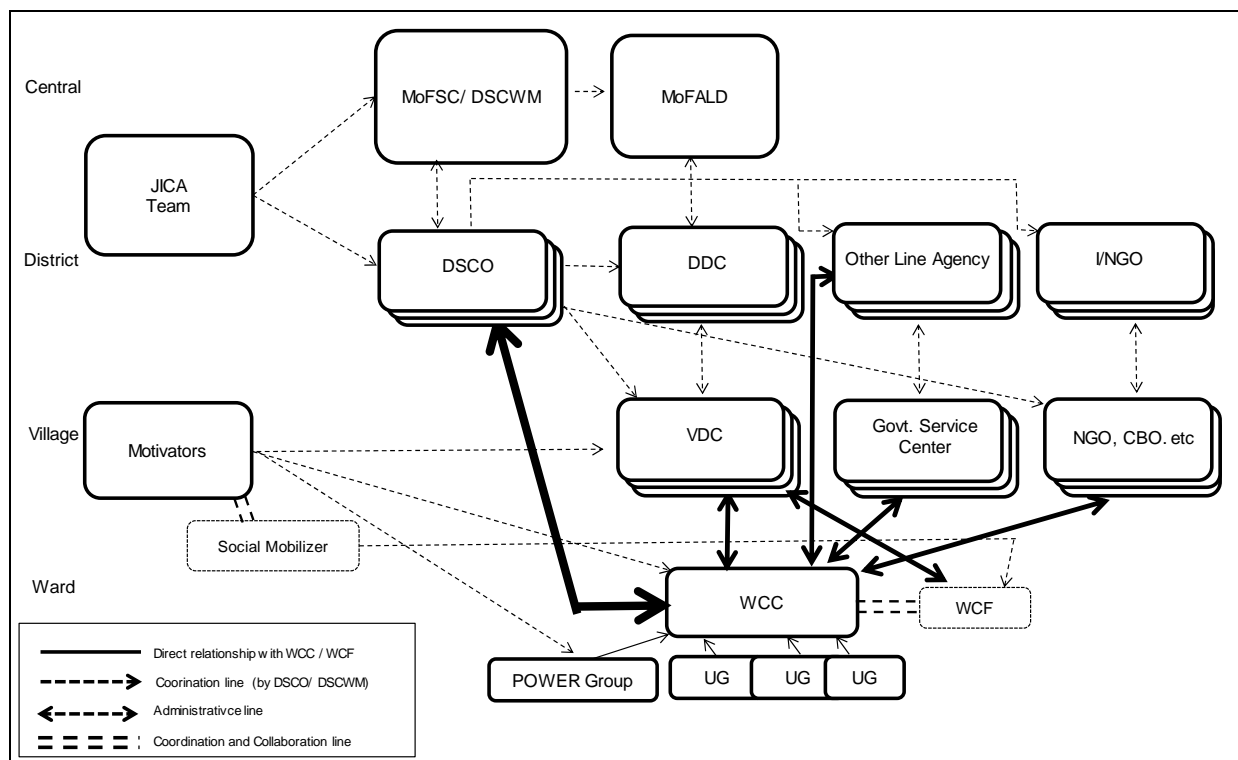 Central
MoFSC/ DSCWM
MoFALD
JICA
Team
District
DSCO
DDC
Other Line Agency
I/NGO
Village
Motivators
VDC
Govt. Service
Center
NGO, CBO. etc
Social Mobilizer
Ward
WCC
WCF
POWER Group
UG
UG
UG
Direct relationship with WCC / WCF
Coorination line (by DSCO/ DSCWM)
Administrativce line
Coordination and Collaboration line